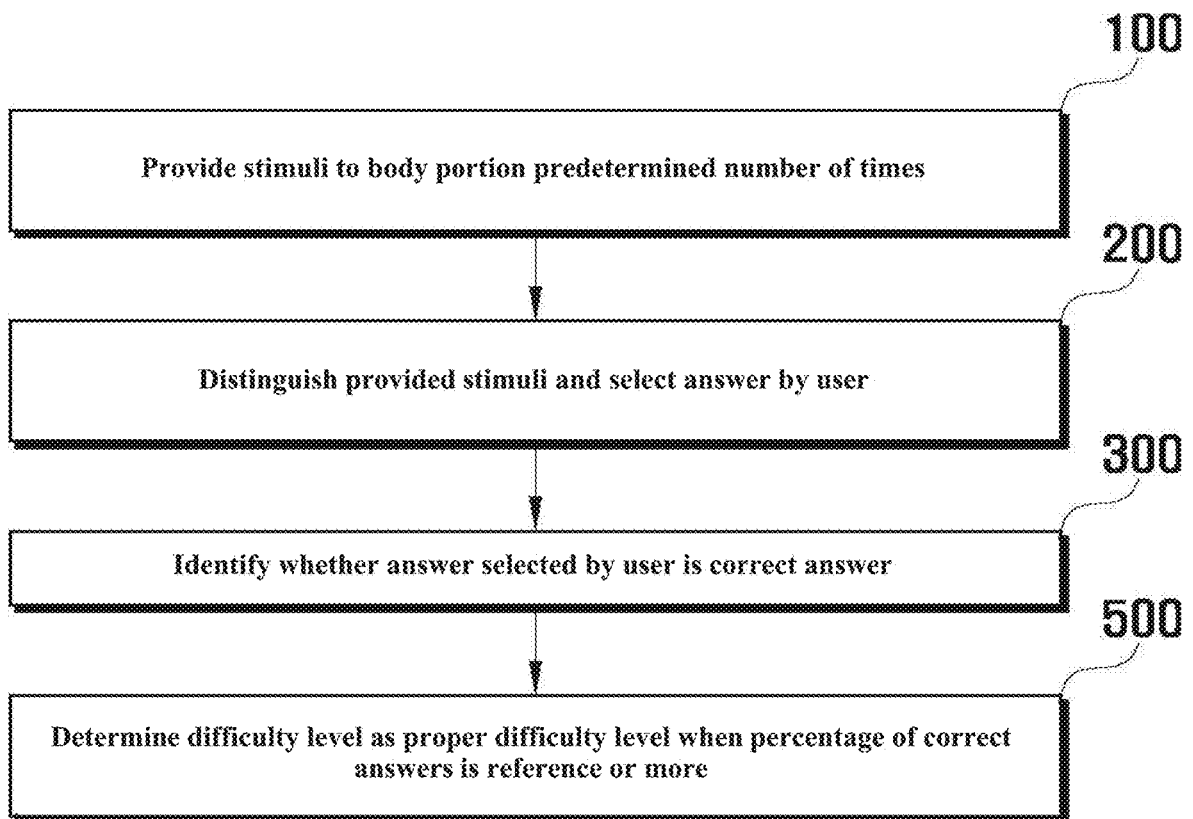 100
Provide stimuli to body portion predetermined number of times
200
Distinguish provided stimuli and select answer by user
300
Identify whether answer selected by user is correct answer
500
Determine difficulty level as proper difficulty level when percentage of correct
answers is reference or more